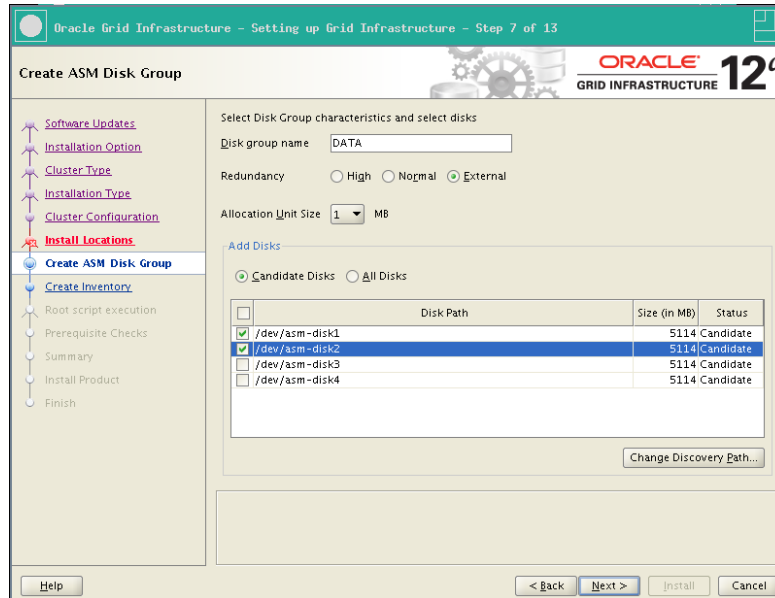 Oracle Grid Infrastructure - Setting up Grid Infrastructure - Step 7 of 13
Create ASM Disk Group
ORACLE
GRID INFRASTRUCTURE
12
Software Updates
Installation Option
Cluster Type
Installation Type
Cluster Configuration
Install Locations
Create ASM Disk Group
Create Inventory
Root script execution
Prerequisite Checks
Summary
Install Product
Finish
Select Disk Group characteristics and select disks
Disk group name DATA
Redundancy High Normal External
Allocation Unit Size 1 MB
Add Disks
Candidate Disks All Disks
Disk Path Size (in MB) Status
/dev/asm-disk1 5114 Candidate
/dev/asm-disk2 5114 Candidate
/dev/asm-disk3 5114 Candidate
/dev/asm-disk4 5114 Candidate
Change Discovery Path...
Help < Back Next > Install Cancel